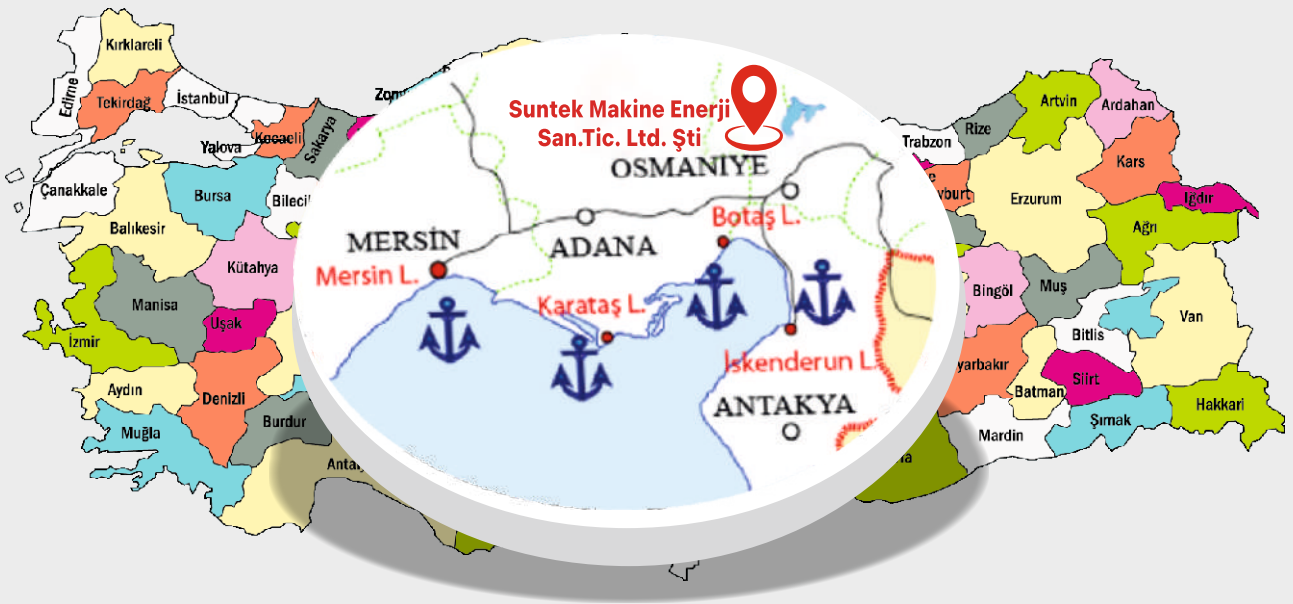 Kırklareli
Edirne
Tekirdağ
İstanbul
Kocaeli
Yalova
Sakarya
Çanakkale
Bursa
Balıkesir
Kütahya
Manisa
Uşak
İzmir
Aydın
Denizli
Muğla
Burdur
Suntek Makine Enerji
San.Tic. Ltd. Şti
OSMANİYE
Botaş L.
MERSİN
ADANA
Mersin L.
Karataş L.
İskenderun L.
ANTAKYA
Trabzon
Rize
Artvin
Ardahan
Kars
Erzurum
Iğdır
Ağrı
Bingöl
Muş
Bitlis
Van
Batman
Siirt
Hakkari
Şırnak
Mardin